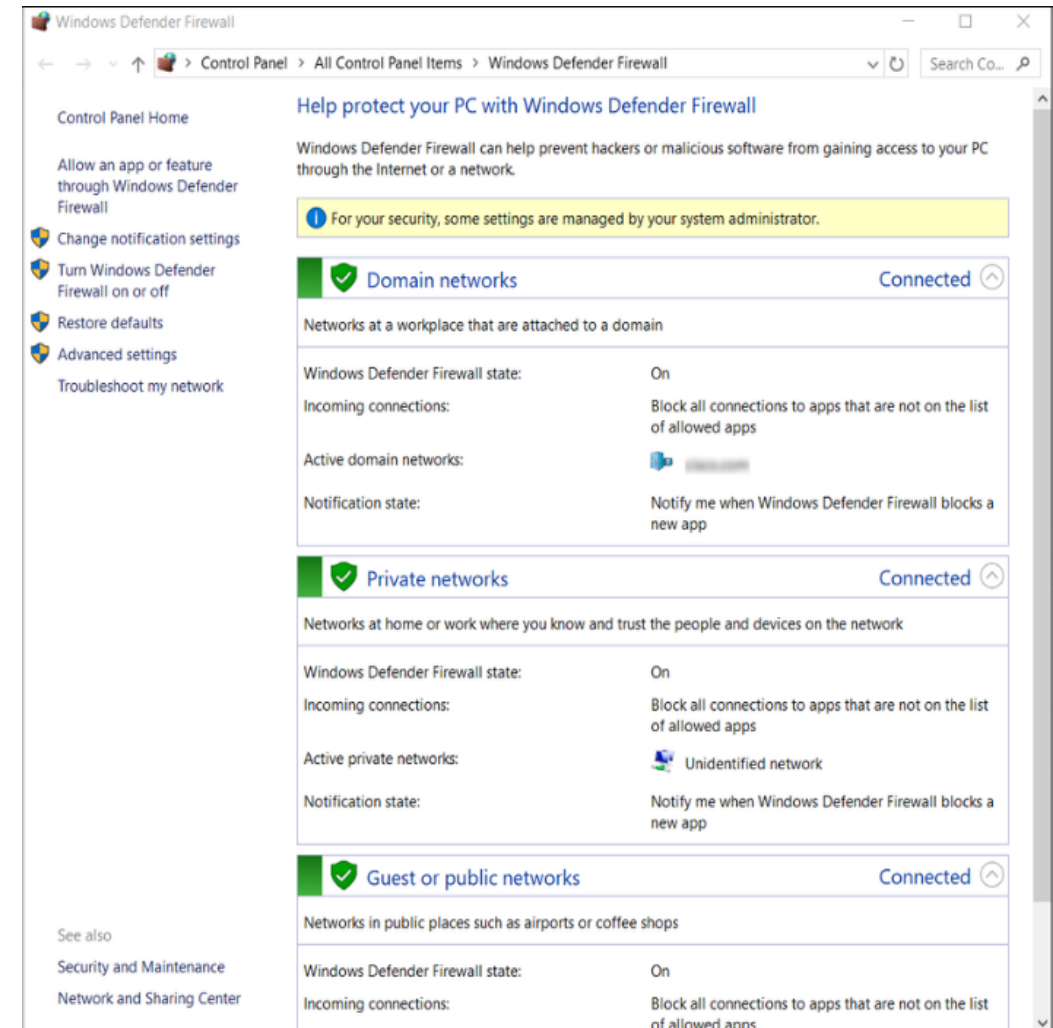 Windows Defender Firewall
Control Panel > All Control Panel Items > Windows Defender Firewall
Search Co...
Control Panel Home
Allow an app or feature
through Windows Defender
Firewall
Change notification settings
Turn Windows Defender
Firewall on or off
Restore defaults
Advanced settings
Troubleshoot my network
See also
Security and Maintenance
Network and Sharing Center
Help protect your PC with Windows Defender Firewall
Windows Defender Firewall can help prevent hackers or malicious software from gaining access to your PC
through the Internet or a network.
For your security, some settings are managed by your system administrator.
Domain networks Connected
Networks at a workplace that are attached to a domain
Windows Defender Firewall state: On
Incoming connections: Block all connections to apps that are not on the list
of allowed apps
Active domain networks:
Notification state: Notify me when Windows Defender Firewall blocks a
new app
Private networks Connected
Networks at home or work where you know and trust the people and devices on the network
Windows Defender Firewall state: On
Incoming connections: Block all connections to apps that are not on the list
of allowed apps
Active private networks: Unidentified network
Notification state: Notify me when Windows Defender Firewall blocks a
new app
Guest or public networks Connected
Networks in public places such as airports or coffee shops
Windows Defender Firewall state: On
Incoming connections: Block all connections to apps that are not on the list
of allowed apps